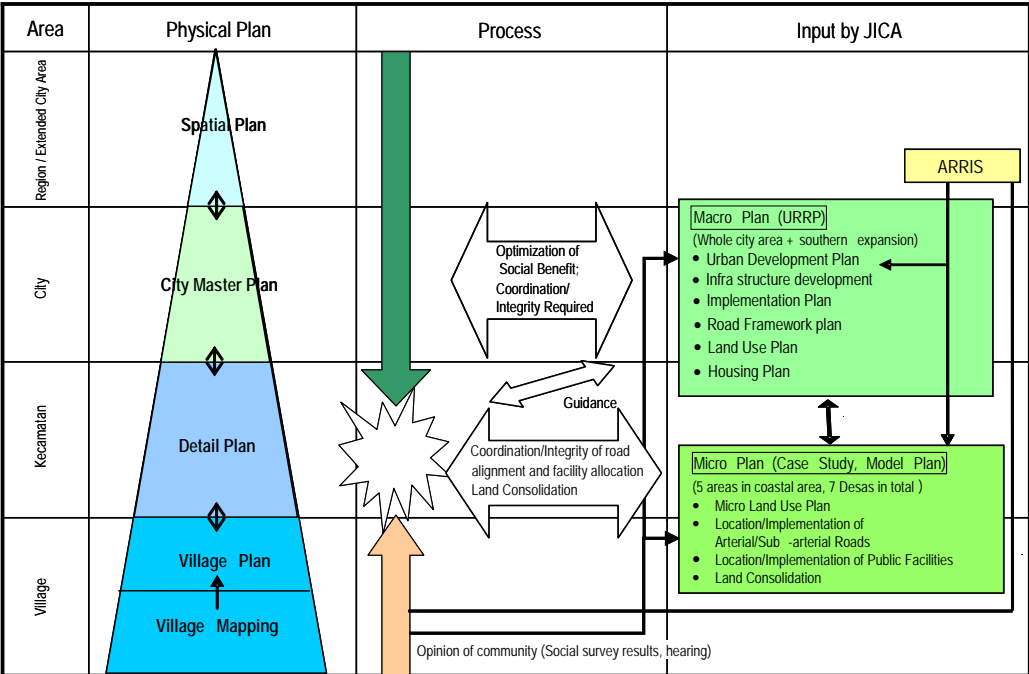 Area
Physical Plan
Process
Input by JICA
Region / Extended City Area
Spatial Plan
ARRIS
City
City Master Plan
Optimization of
Social Benefit;
Coordination/
Integrity Required
Macro Plan (URRP)
(Whole city area + southern expansion)
• Urban Development Plan
• Infra structure development
• Implementation Plan
• Road Framework plan
• Land Use Plan
• Housing Plan
Kecamatan
Detail Plan
Guidance
Coordination/Integrity of road
alignment and facility allocation
Land Consolidation
Micro Plan (Case Study, Model Plan)
(5 areas in coastal area, 7 Desas in total )
• Micro Land Use Plan
• Location/Implementation of
Arterial/Sub -arterial Roads
• Location/Implementation of Public Facilities
• Land Consolidation
Village
Village Plan
Village Mapping
Opinion of community (Social survey results, hearing)